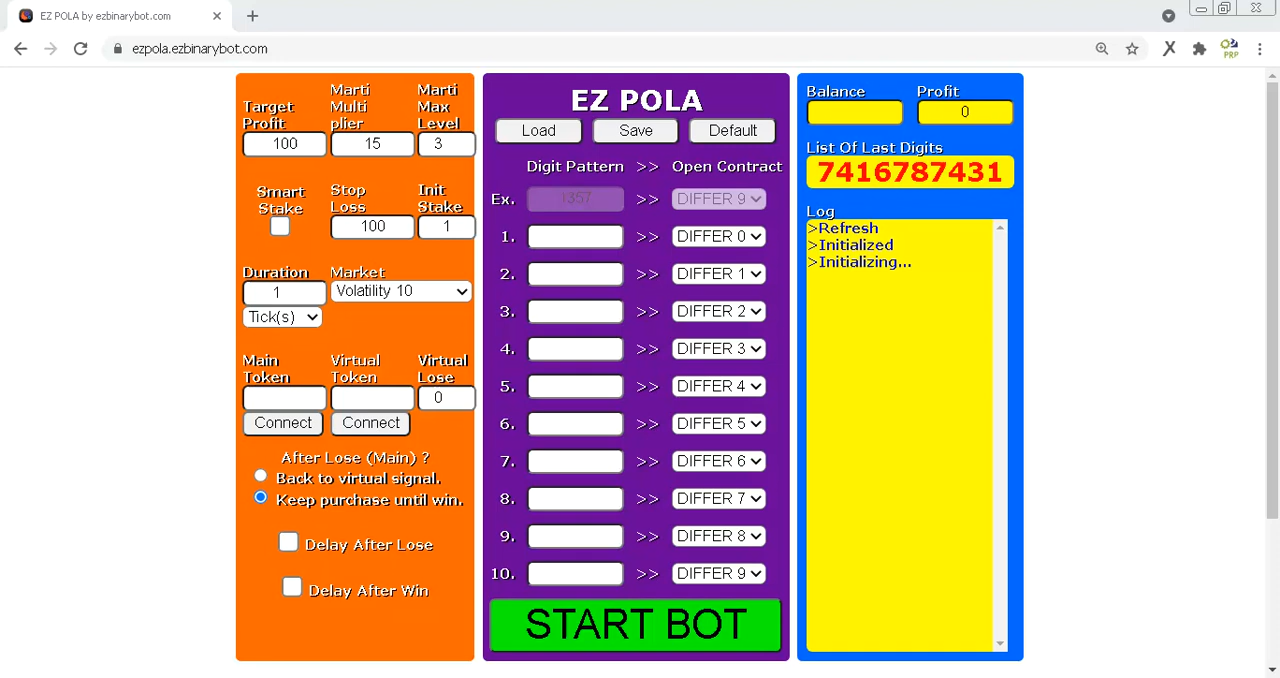 EZ POLA by ezbinarybot.com
ezpola.ezbinarybot.com
PRP
Target Profit
Marti Multi plier
Marti Max Level
100
15
3
Smart Stake
Stop Loss
Init Stake
100
1
Duration
Market
1
Volatility 10
Tick(s)
Main Token
Virtual Token
Virtual Lose
0
Connect
Connect
After Lose (Main) ?
Back to virtual signal.
Keep purchase until win.
Delay After Lose
Delay After Win
EZ POLA
Load Save Default
Digit Pattern >> Open Contract
Ex. 1357 >> DIFFER 9
1. >> DIFFER 0
2. >> DIFFER 1
3. >> DIFFER 2
4. >> DIFFER 3
5. >> DIFFER 4
6. >> DIFFER 5
7. >> DIFFER 6
8. >> DIFFER 7
9. >> DIFFER 8
10. >> DIFFER 9
START BOT
Balance Profit
0
List Of Last Digits
7416787431
Log
>Refresh
>Initialized
>Initializing...